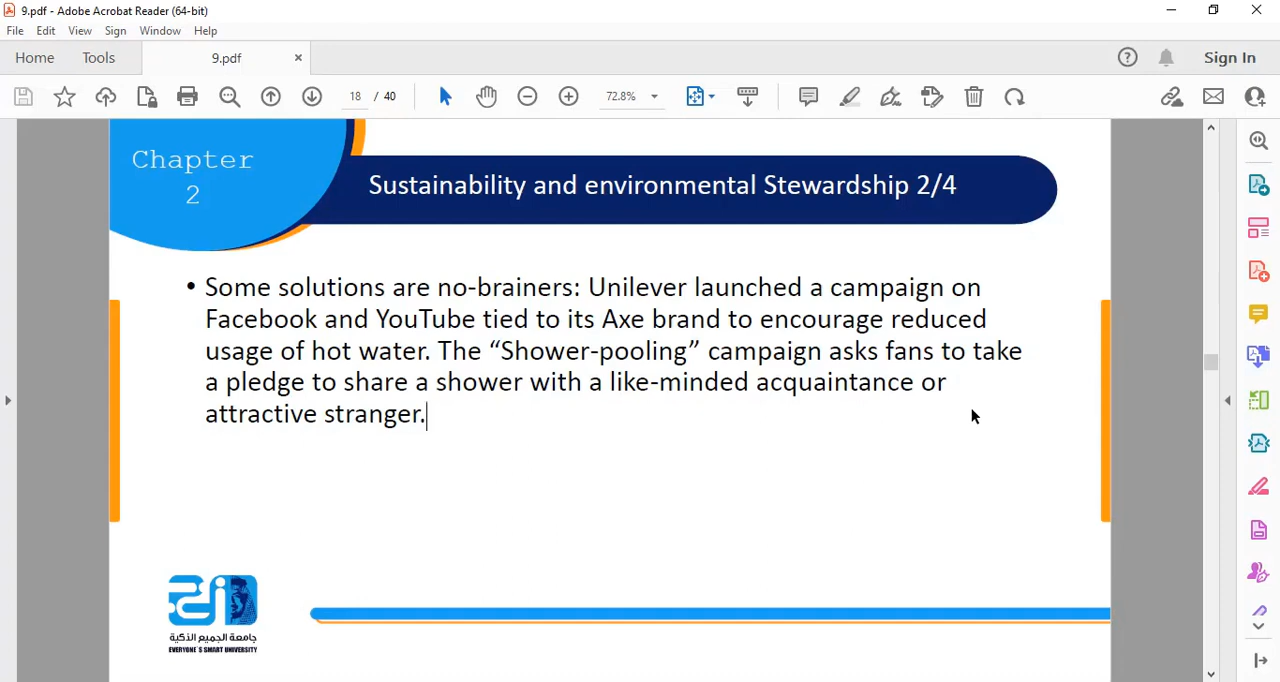 9.pdf - Adobe Acrobat Reader (64-bit)
File Edit View Sign Window Help
Home Tools 9.pdf × Sign In
18 / 40 72.8%
Chapter
2
Sustainability and environmental Stewardship 2/4
• Some solutions are no-brainers: Unilever launched a campaign on
Facebook and YouTube tied to its Axe brand to encourage reduced
usage of hot water. The “Shower-pooling” campaign asks fans to take
a pledge to share a shower with a like-minded acquaintance or
attractive stranger.
جامعة الجميع الذكية
EVERYONE`S SMART UNIVERSITY